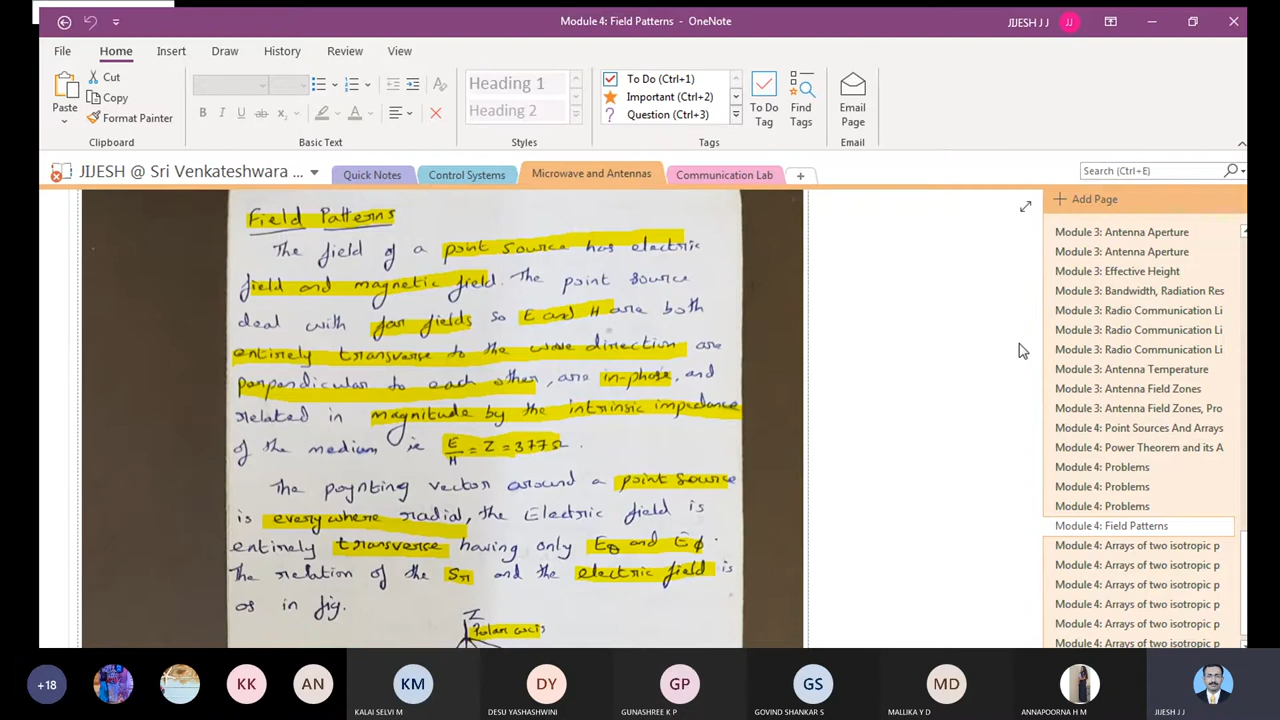 Module 4: Field Patterns - OneNote
JIJESH J J
JJ
File
Home
Insert
Draw
History
Review
View
Paste
Cut
Copy
Format Painter
Clipboard
B I U ab x₂ A
Basic Text
Heading 1
Heading 2
Styles
To Do (Ctrl+1)
Important (Ctrl+2)
Question (Ctrl+3)
Tags
To Do
Tag
Find
Tags
Email
Page
Email
JIJESH @ Sri Venkateshwara ...
Quick Notes
Control Systems
Microwave and Antennas
Communication Lab
+
Search (Ctrl+E)
Field Patterns
The field of a point source has electric
field and magnetic field. The point source
deal with far fields so E and H are both
entirely transverse to the wave direction are
perpendicular to each other, are in-phase, and
related in magnitude by the intrinsic impedance
of the medium ie E/H = Z = 377Ω.
The poynting vector around a point source
is everywhere radial, the Electric field is
entirely transverse having only Eθ and Eϕ.
The relation of the Sr and the electric field is
as in fig.
Z
Polar axis
Add Page
Module 3: Antenna Aperture
Module 3: Antenna Aperture
Module 3: Effective Height
Module 3: Bandwidth, Radiation Res
Module 3: Radio Communication Li
Module 3: Radio Communication Li
Module 3: Radio Communication Li
Module 3: Antenna Temperature
Module 3: Antenna Field Zones
Module 3: Antenna Field Zones, Pro
Module 4: Point Sources And Arrays
Module 4: Power Theorem and its A
Module 4: Problems
Module 4: Problems
Module 4: Problems
Module 4: Field Patterns
Module 4: Arrays of two isotropic p
Module 4: Arrays of two isotropic p
Module 4: Arrays of two isotropic p
Module 4: Arrays of two isotropic p
Module 4: Arrays of two isotropic p
Module 4: Arrays of two isotropic p
+18
KK
AN
KM
KALAI SELVI M
DY
DESU YASHASHWINI
GP
GUNASHREE K P
GS
GOVIND SHANKAR S
MD
MALLIKA Y D
ANNAPOORNA H M
JIJESH J J